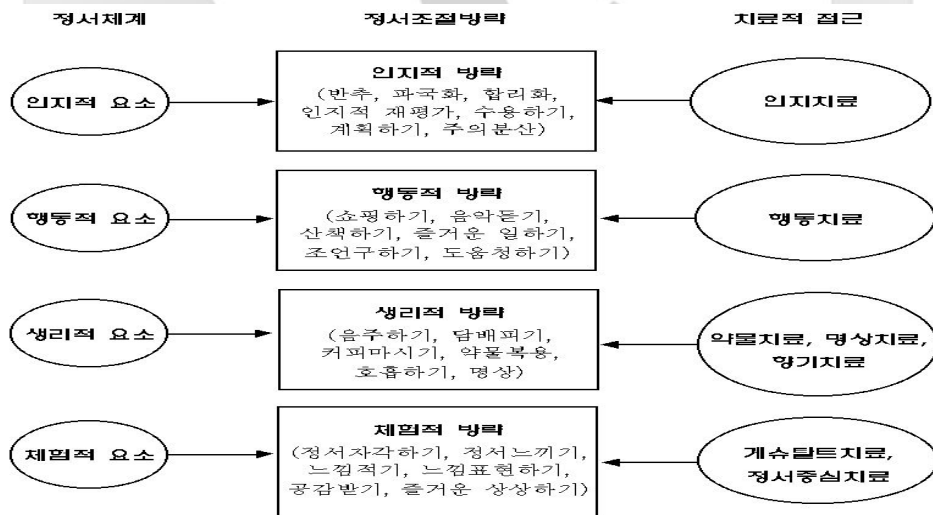 정서체계
정서조절방략
치료적 접근
인지적 요소
인지적 방략
(반추, 파국화, 합리화,
인지적 재평가, 수용하기,
계획하기, 주의분산)
인지치료
행동적 요소
행동적 방략
(쇼핑하기, 음악듣기,
산책하기, 즐거운 일하기,
조언구하기, 도움청하기)
행동치료
생리적 요소
생리적 방략
(음주하기, 담배피기,
커피마시기, 약물복용,
호흡하기, 명상)
약물치료, 명상치료,
향기치료
체험적 요소
체험적 방략
(정서자각하기, 정서느끼기,
느낌적기, 느낌표현하기,
공감받기, 즐거운 상상하기)
게슈탈트치료,
정서중심치료